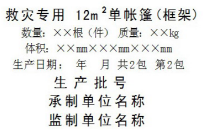 救灾专用 12m²单帐篷(框架)
数量：××根(件) 质量：××kg
体积：××mm×××mm×××mm
生产日期： 年 月 共2包 第2包
生产批号
承制单位名称
监制单位名称